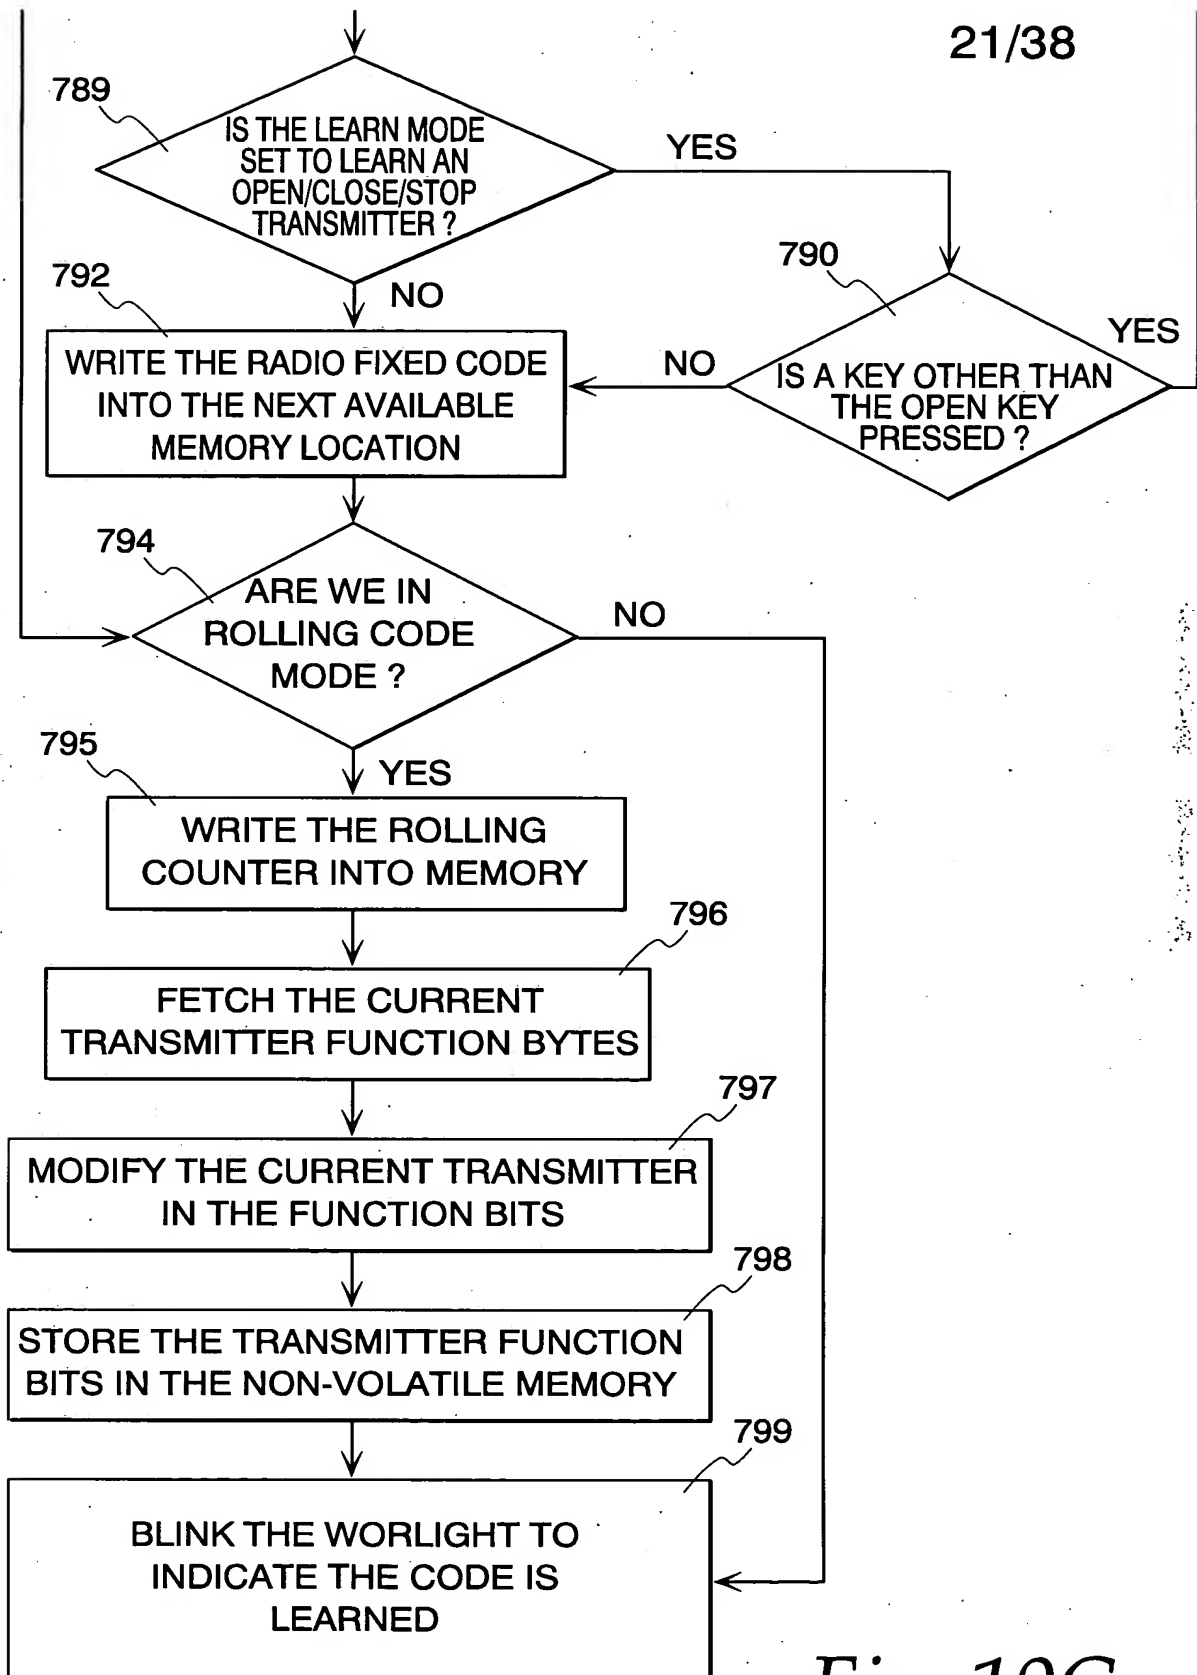 21/38
789
IS THE LEARN MODE
SET TO LEARN AN
OPEN/CLOSE/STOP
TRANSMITTER ?
YES
790
792
NO
YES
WRITE THE RADIO FIXED CODE
INTO THE NEXT AVAILABLE
MEMORY LOCATION
NO
IS A KEY OTHER THAN
THE OPEN KEY
PRESSED ?
794
ARE WE IN
ROLLING CODE
MODE ?
NO
795
YES
WRITE THE ROLLING
COUNTER INTO MEMORY
796
FETCH THE CURRENT
TRANSMITTER FUNCTION BYTES
797
MODIFY THE CURRENT TRANSMITTER
IN THE FUNCTION BITS
798
STORE THE TRANSMITTER FUNCTION
BITS IN THE NON-VOLATILE MEMORY
799
BLINK THE WORLIGHT TO
INDICATE THE CODE IS
LEARNED